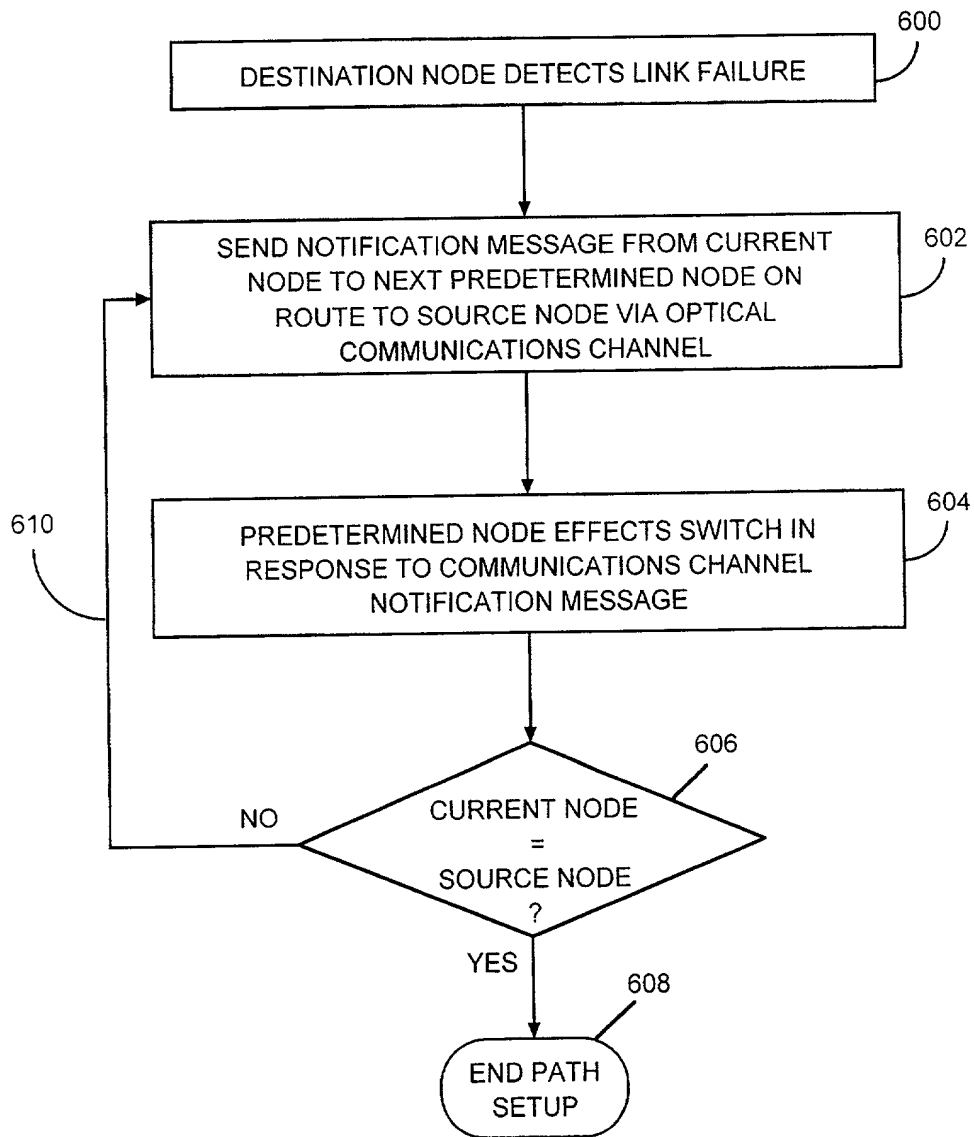 600
DESTINATION NODE DETECTS LINK FAILURE
SEND NOTIFICATION MESSAGE FROM CURRENT
NODE TO NEXT PREDETERMINED NODE ON
ROUTE TO SOURCE NODE VIA OPTICAL
COMMUNICATIONS CHANNEL
602
610
PREDETERMINED NODE EFFECTS SWITCH IN
RESPONSE TO COMMUNICATIONS CHANNEL
NOTIFICATION MESSAGE
604
606
NO
CURRENT NODE
=
SOURCE NODE
?
YES
608
END PATH
SETUP